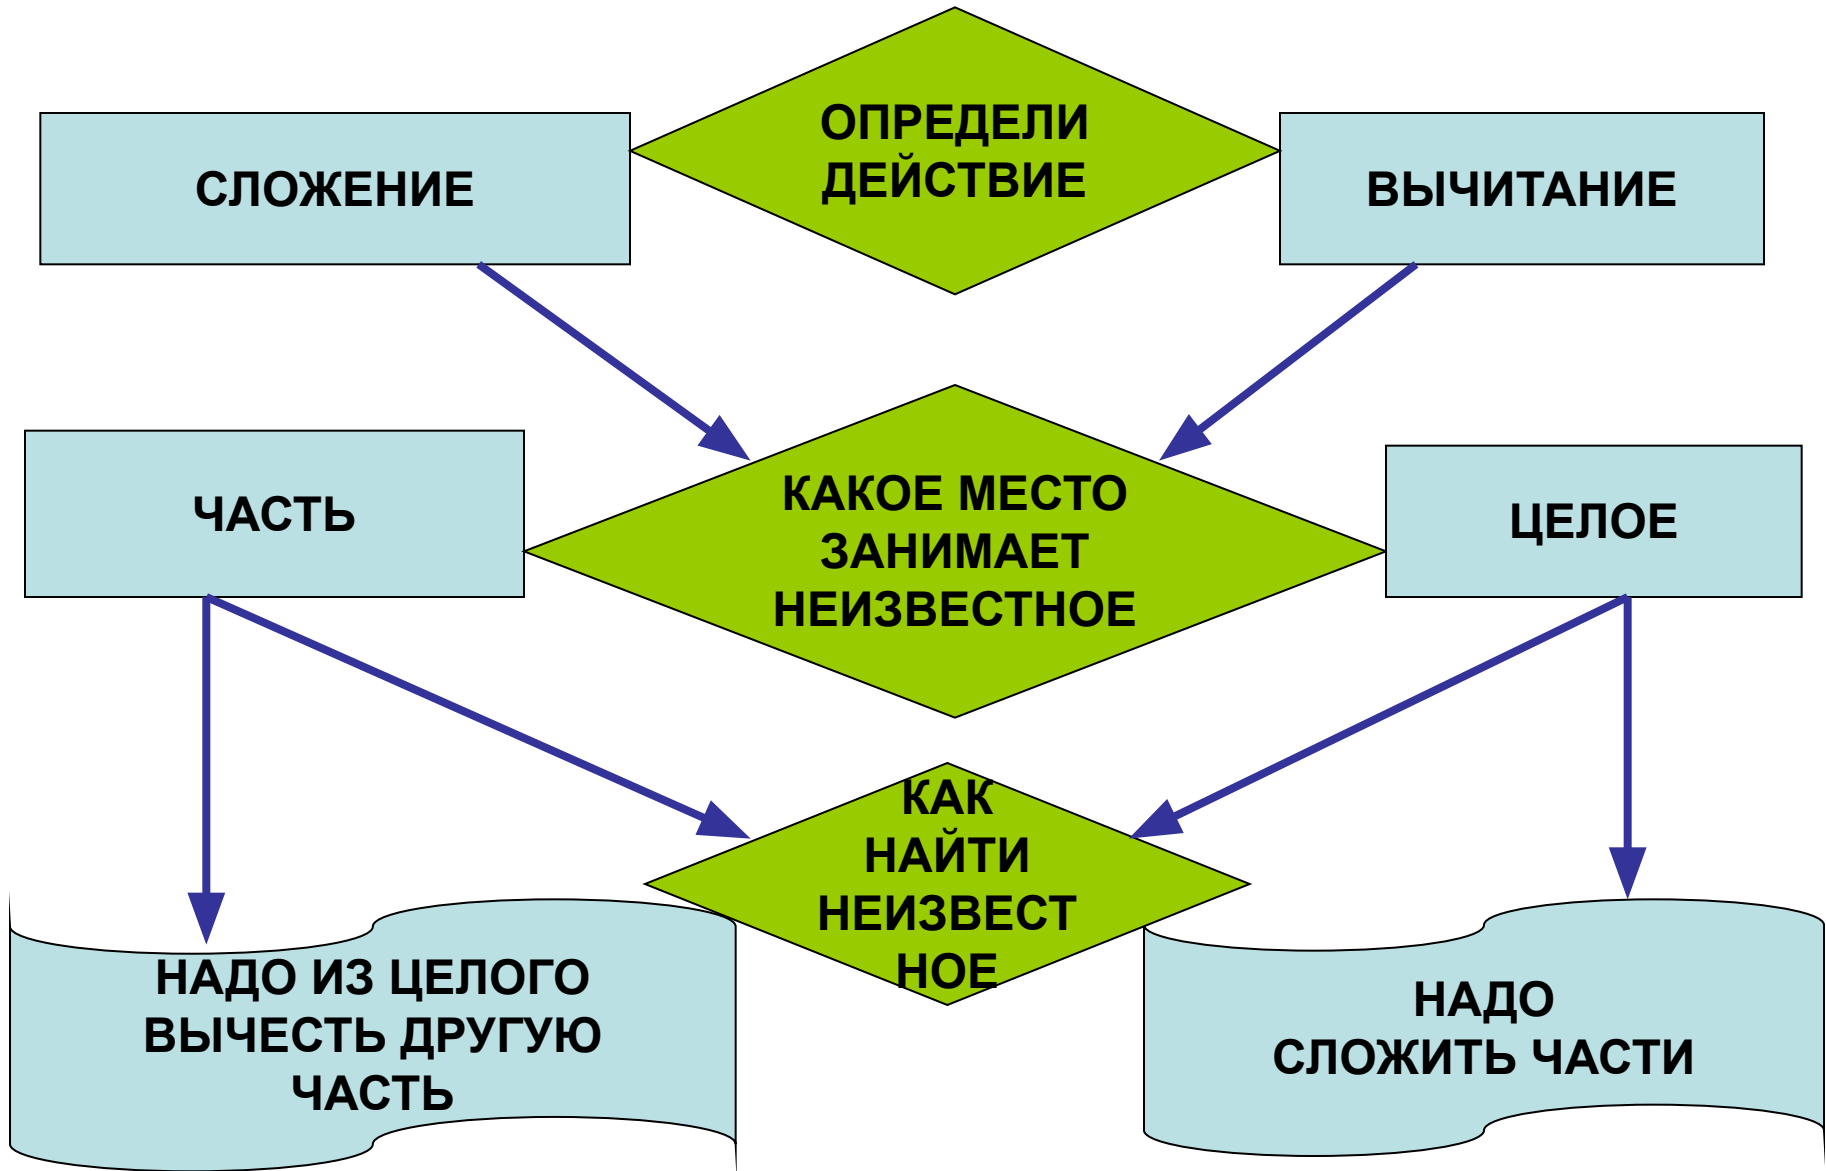 ОПРЕДЕЛИ
ДЕЙСТВИЕ
СЛОЖЕНИЕ
ВЫЧИТАНИЕ
КАКОЕ МЕСТО
ЗАНИМАЕТ
НЕИЗВЕСТНОЕ
ЧАСТЬ
ЦЕЛОЕ
КАК
НАЙТИ
НЕИЗВЕСТ
НОЕ
НАДО ИЗ ЦЕЛОГО
ВЫЧЕСТЬ ДРУГУЮ
ЧАСТЬ
НАДО
СЛОЖИТЬ ЧАСТИ